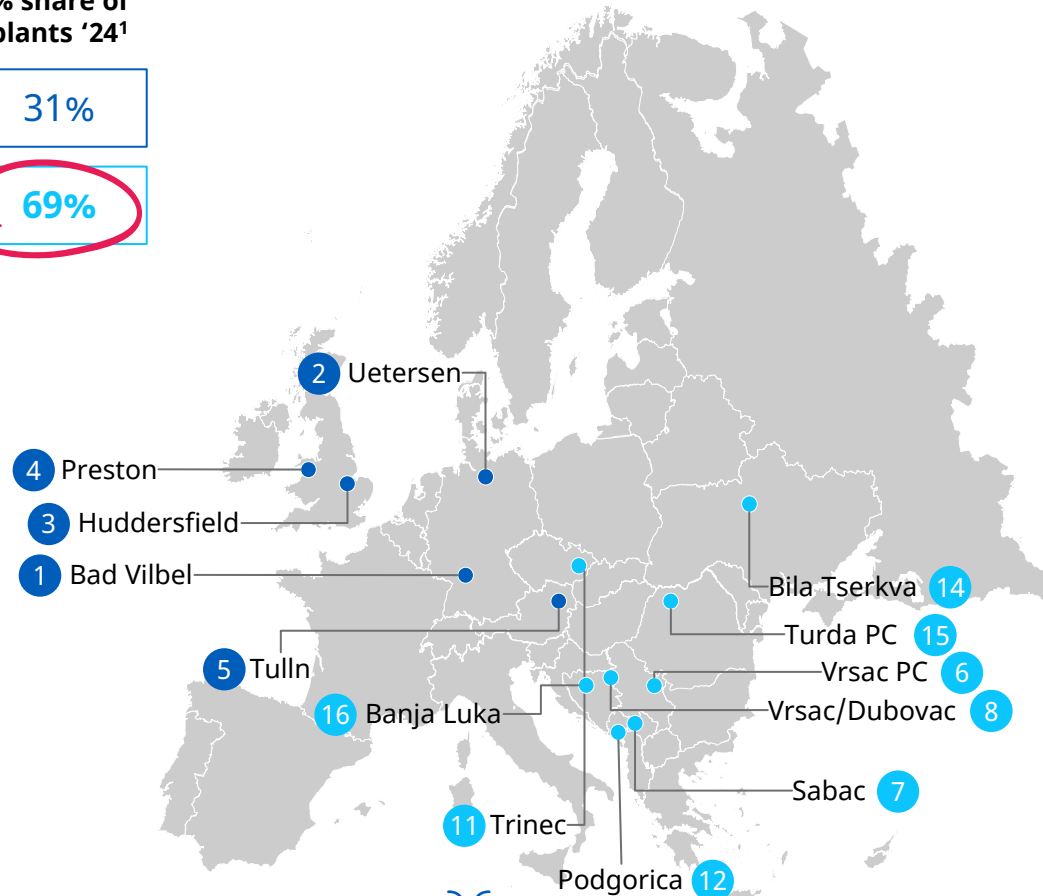 % share of
plants ‘24¹
31%
69%
2 Uetersen
4 Preston
3 Huddersfield
1 Bad Vilbel
Bila Tserkva 14
Turda PC 15
5 Tulln
Vrsac PC 6
16 Banja Luka
Vrsac/Dubovac 8
Sabac 7
11 Trinec
Podgorica 12